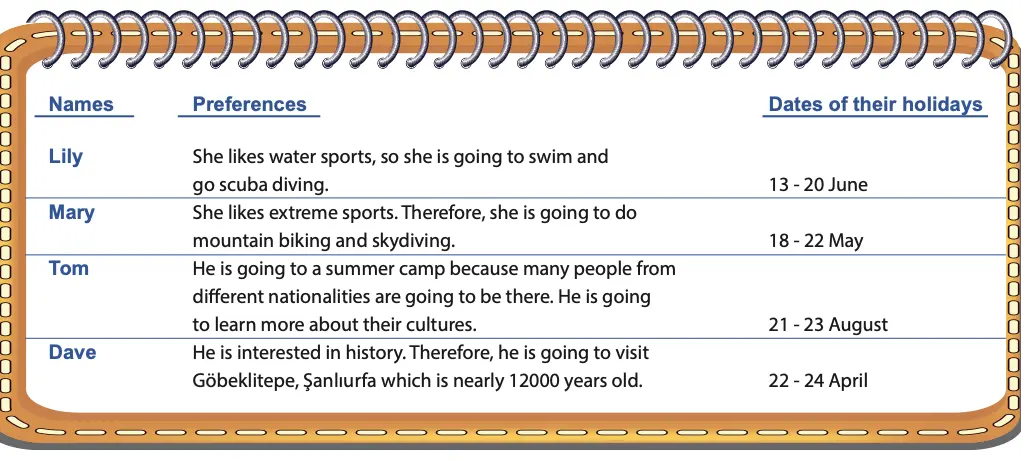 Names Preferences Dates of their holidays
Lily She likes water sports, so she is going to swim and
go scuba diving. 13 - 20 June
Mary She likes extreme sports. Therefore, she is going to do
mountain biking and skydiving. 18 - 22 May
Tom He is going to a summer camp because many people from
different nationalities are going to be there. He is going
to learn more about their cultures. 21 - 23 August
Dave He is interested in history. Therefore, he is going to visit
Göbeklitepe, Şanlıurfa which is nearly 12000 years old. 22 - 24 April